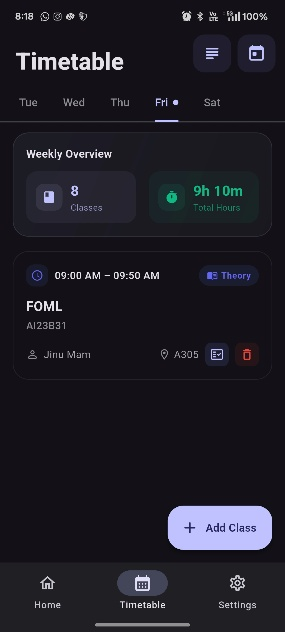 8:18 100%
Timetable
Tue Wed Thu Fri Sat
Weekly Overview
8 9h 10m
Classes Total Hours
09:00 AM – 09:50 AM Theory
FOML
AI23B31
Jinu Mam A305
+ Add Class
Home Timetable Settings